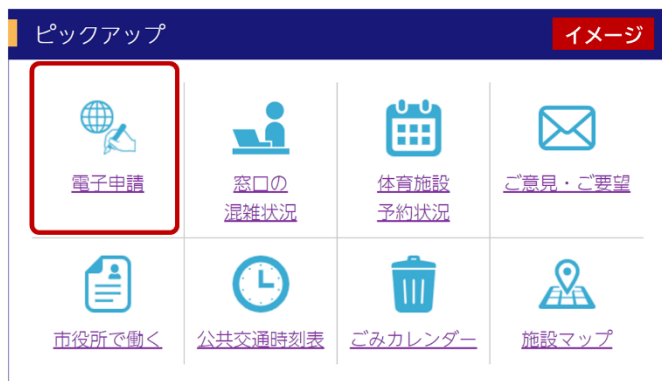 ピックアップ
イメージ
電子申請
窓口の
混雑状況
体育施設
予約状況
ご意見・ご要望
市役所で働く
公共交通時刻表
ごみカレンダー
施設マップ